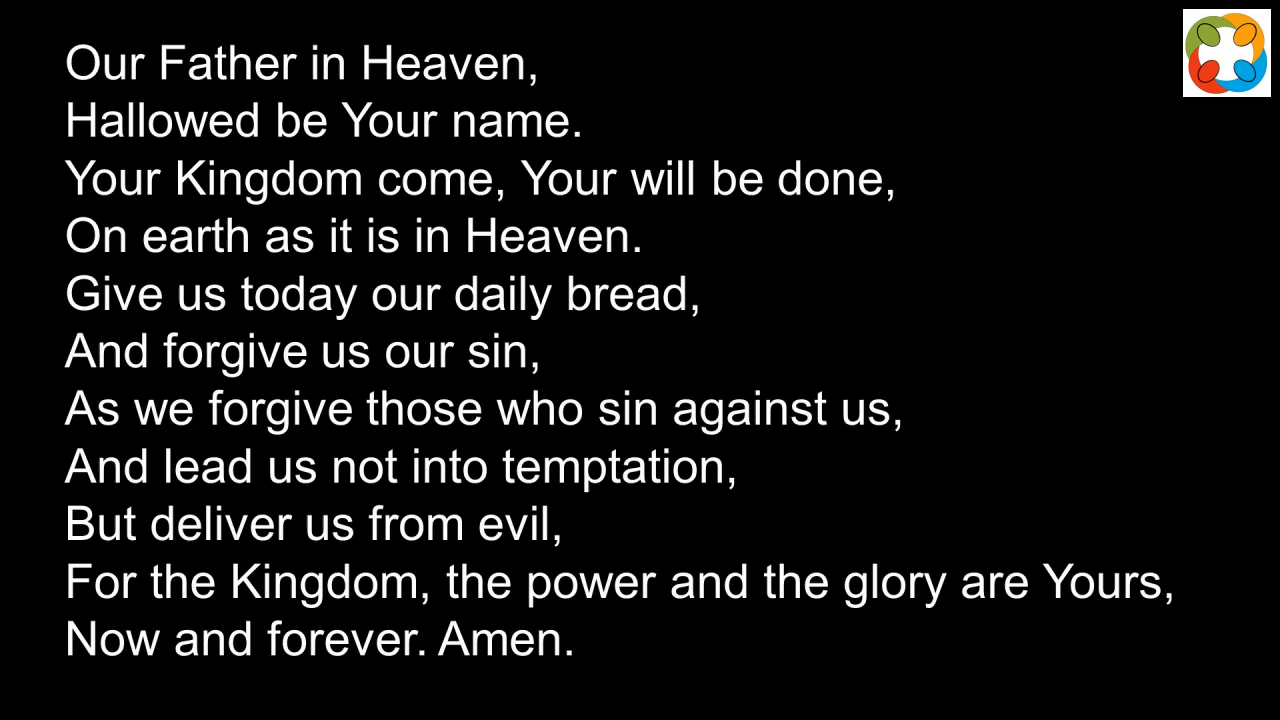 Our Father in Heaven,
Hallowed be Your name.
Your Kingdom come, Your will be done,
On earth as it is in Heaven.
Give us today our daily bread,
And forgive us our sin,
As we forgive those who sin against us,
And lead us not into temptation,
But deliver us from evil,
For the Kingdom, the power and the glory are Yours,
Now and forever. Amen.